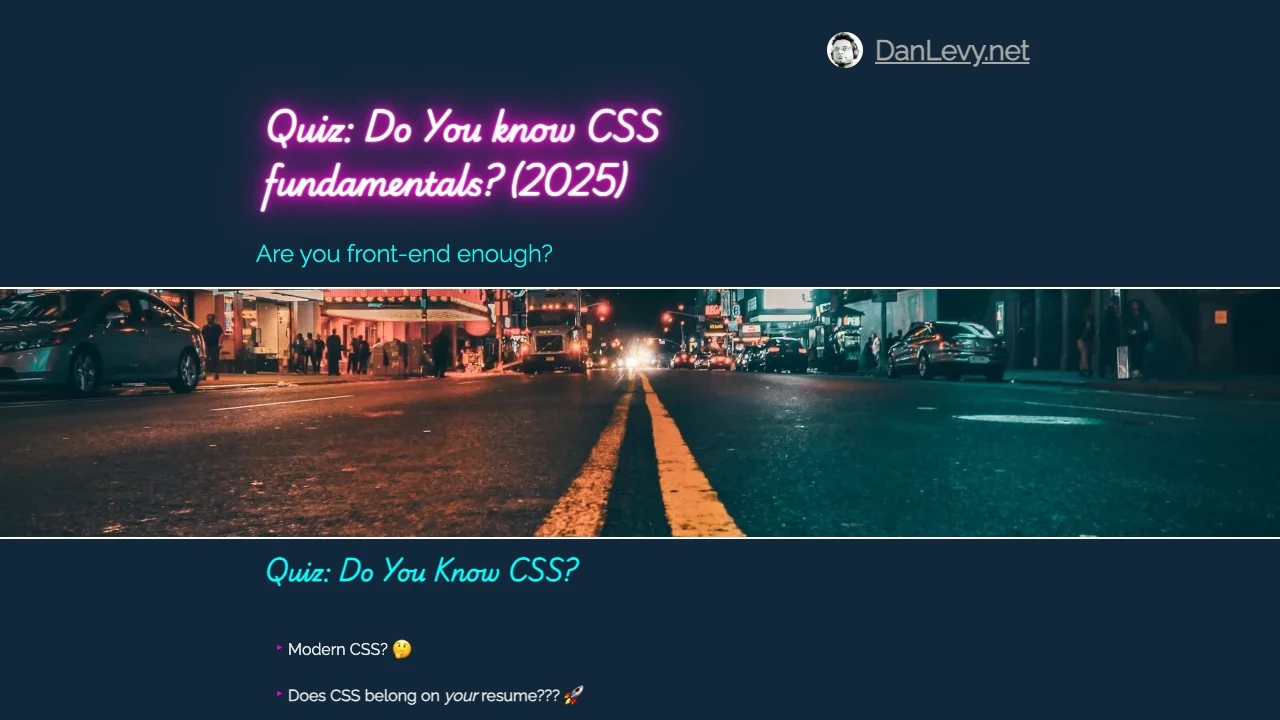 DanLevy.net
Quiz: Do You know CSS
fundamentals? (2025)
Are you front-end enough?
Quiz: Do You Know CSS?
Modern CSS? 🤔
Does CSS belong on your resume??? 🚀